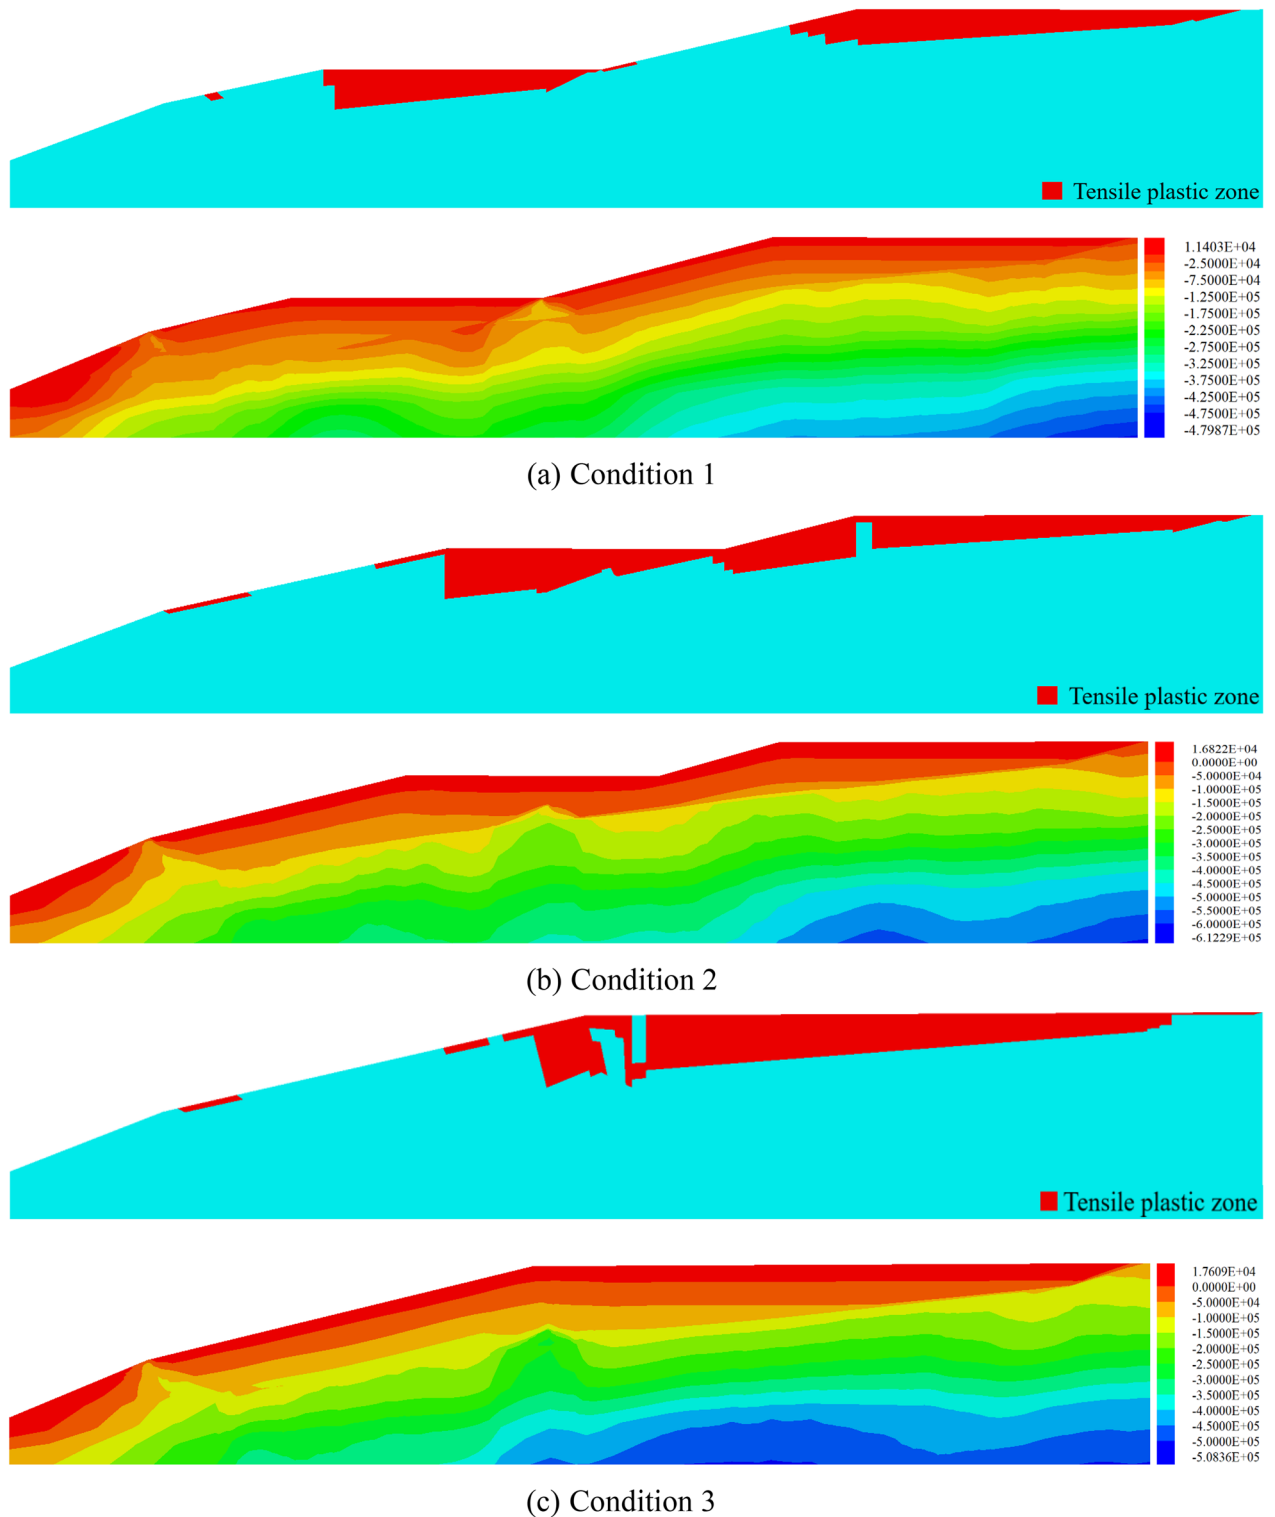 Tensile plastic zone
1.1403E+04
-2.5000E+04
-7.5000E+04
-1.2500E+05
-1.7500E+05
-2.2500E+05
-2.7500E+05
-3.2500E+05
-3.7500E+05
-4.2500E+05
-4.7500E+05
-4.7987E+05
(a) Condition 1
Tensile plastic zone
1.6822E+04
0.0000E+00
-5.0000E+04
-1.0000E+05
-1.5000E+05
-2.0000E+05
-2.5000E+05
-3.0000E+05
-3.5000E+05
-4.0000E+05
-4.5000E+05
-5.0000E+05
-5.5000E+05
-6.0000E+05
-6.1229E+05
(b) Condition 2
Tensile plastic zone
1.7609E+04
0.0000E+00
-5.0000E+04
-1.0000E+05
-1.5000E+05
-2.0000E+05
-2.5000E+05
-3.0000E+05
-3.5000E+05
-4.0000E+05
-4.5000E+05
-5.0000E+05
-5.0836E+05
(c) Condition 3